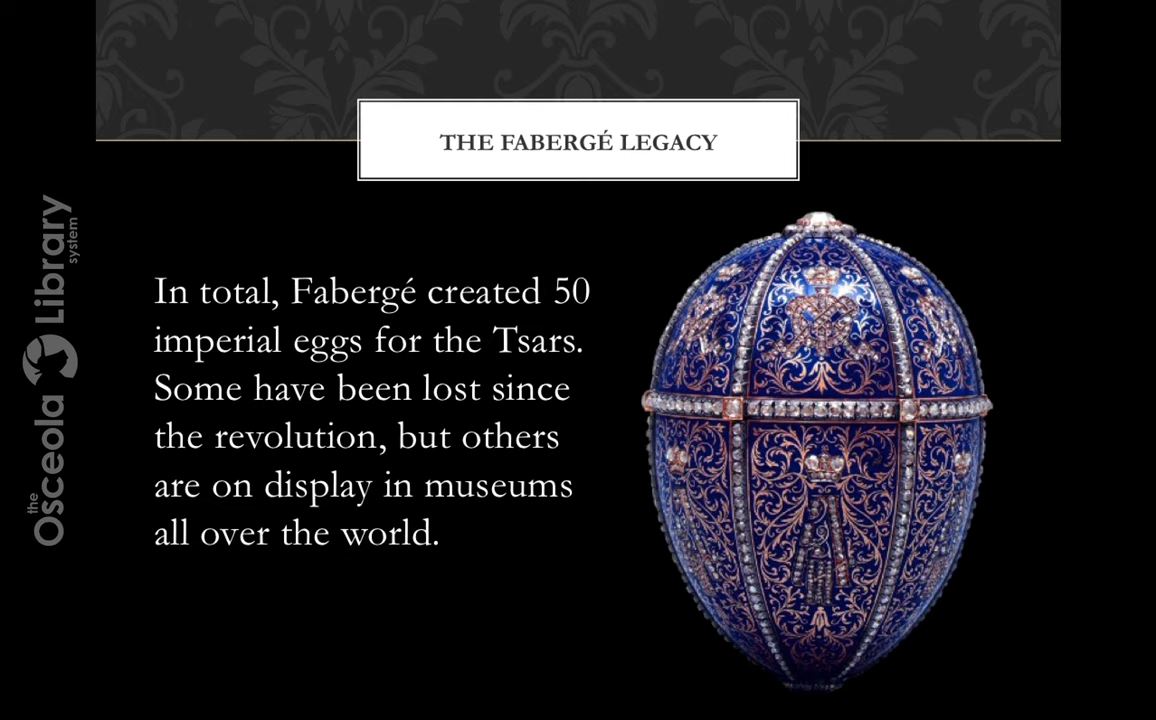 THE FABERGÉ LEGACY
In total, Fabergé created 50
imperial eggs for the Tsars.
Some have been lost since
the revolution, but others
are on display in museums
all over the world.
the
Osceola Library
system